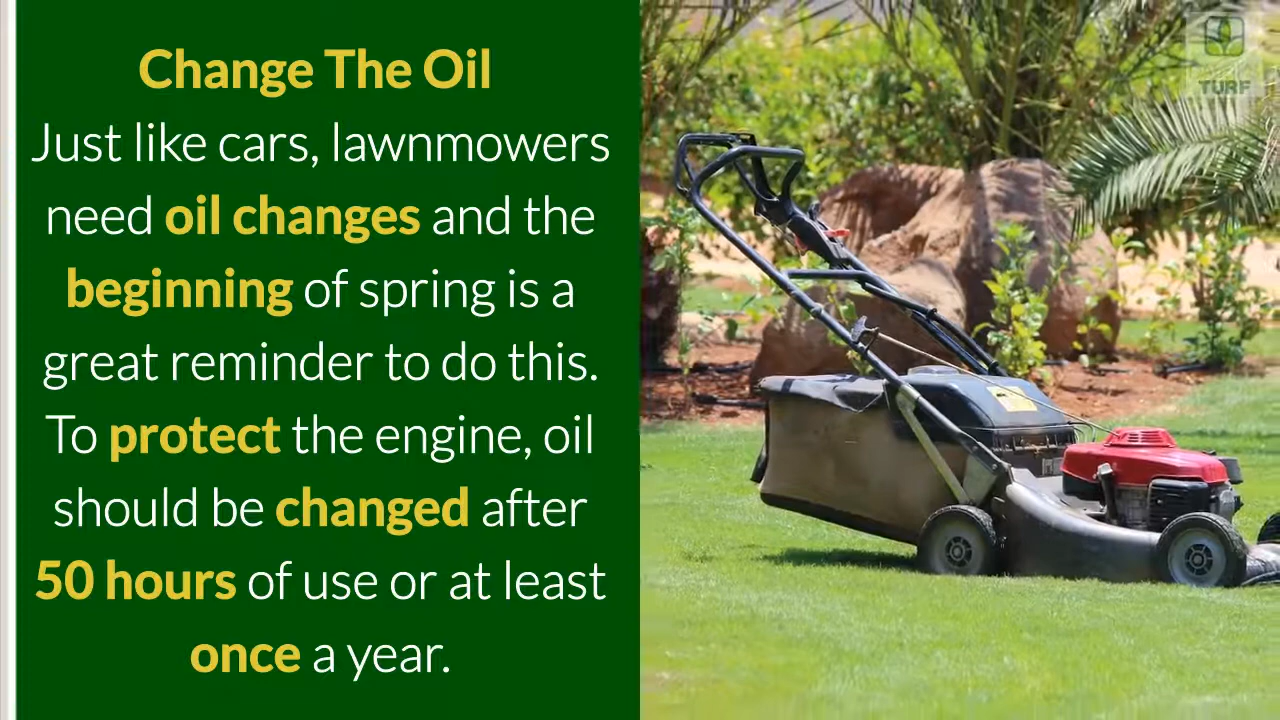 Change The Oil
Just like cars, lawnmowers
need oil changes and the
beginning of spring is a
great reminder to do this.
To protect the engine, oil
should be changed after
50 hours of use or at least
once a year.
TURF